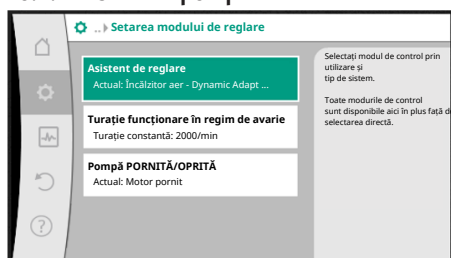 .. Setarea modului de reglare
Asistent de reglare
Actual: Încălzitor aer - Dynamic Adapt ...
Turație funcționare în regim de avarie
Turație constantă: 2000/min
Pompă PORNITĂ/OPRITĂ
Actual: Motor pornit
Selectați modul de control prin
utilizare și
tip de sistem.
Toate modurile de control
sunt disponibile aici în plus față d
selectarea directă.
?